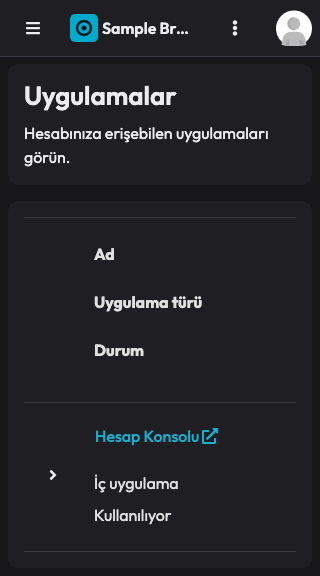 Sample Br...
Uygulamalar
Hesabınıza erişebilen uygulamaları
görün.
Ad
Uygulama türü
Durum
Hesap Konsolu
İç uygulama
Kullanılıyor